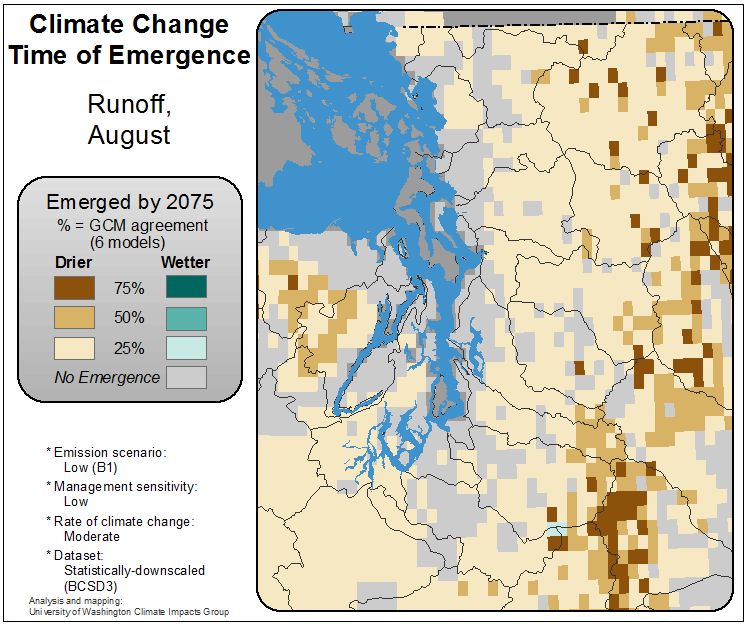 Climate Change
Time of Emergence
Runoff,
August
Emerged by 2075
% = GCM agreement
(6 models)
Drier Wetter
75%
50%
25%
No Emergence
* Emission scenario:
Low (B1)
* Management sensitivity:
Low
* Rate of climate change:
Moderate
* Dataset:
Statistically-downscaled
(BCSD3)
Analysis and mapping:
University of Washington Climate Impacts Group